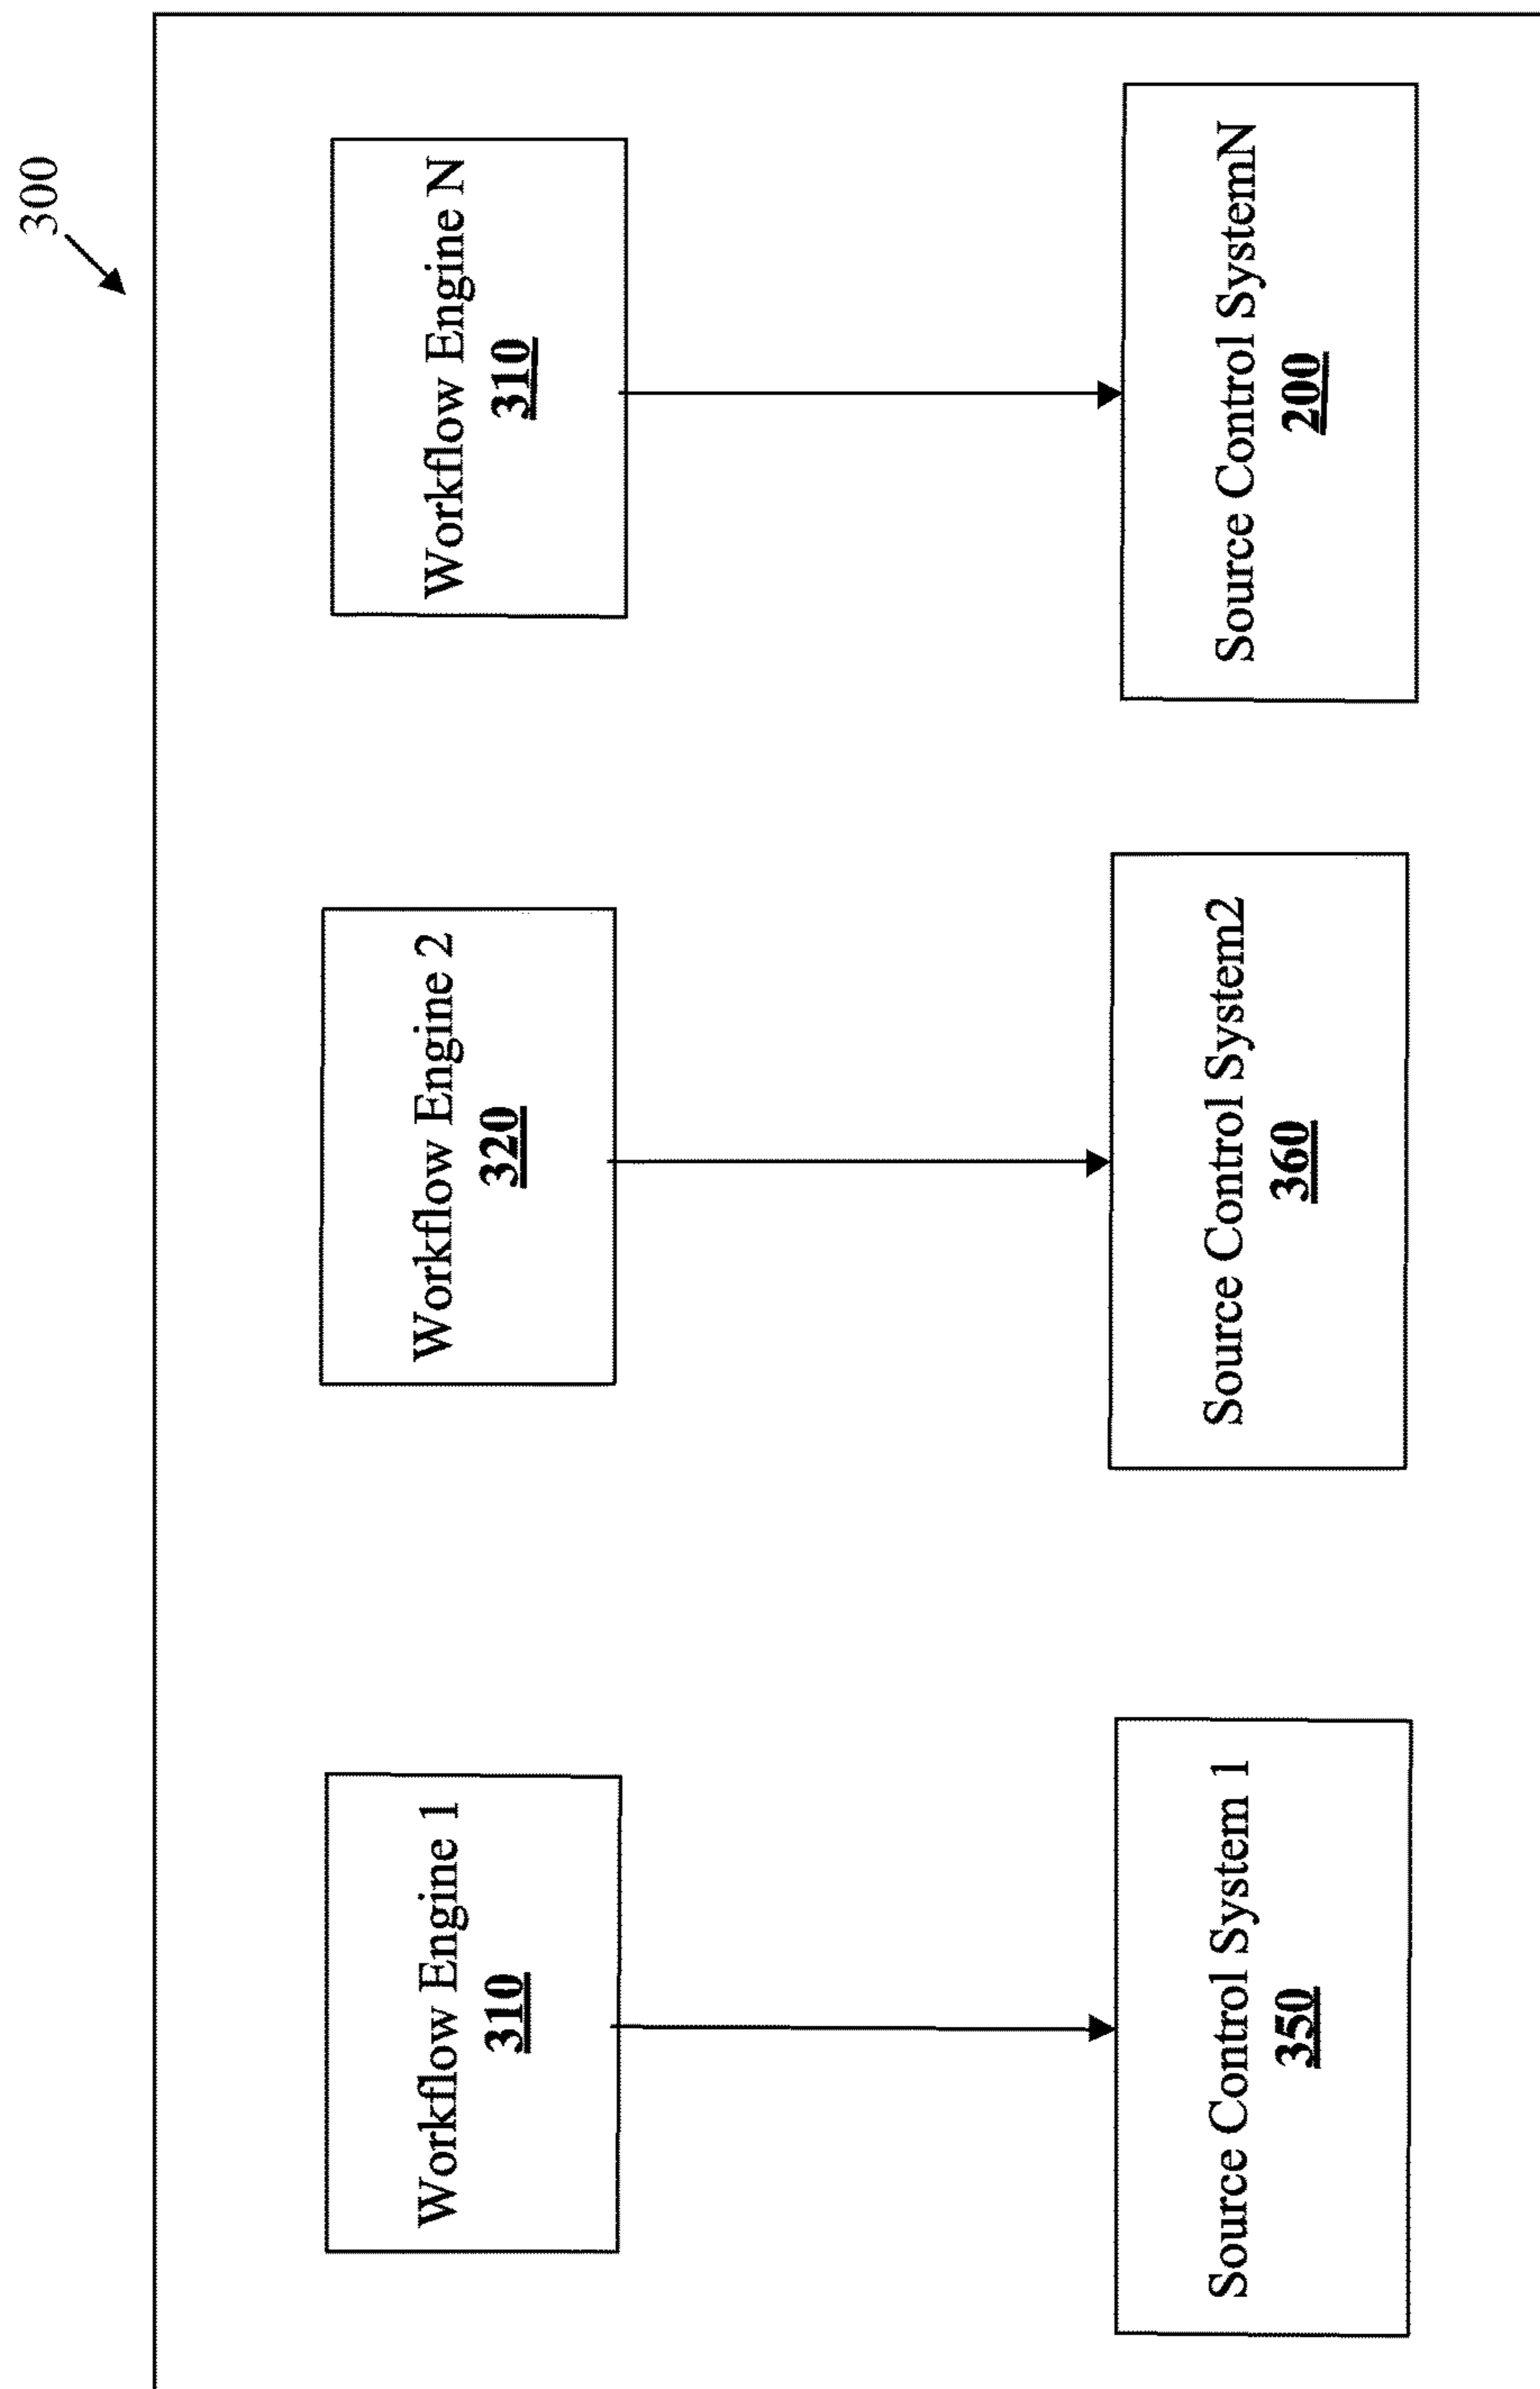 300
Workflow Engine 1
310
Workflow Engine 2
320
Workflow Engine N
310
Source Control System 1
350
Source Control System2
360
Source Control SystemN
200